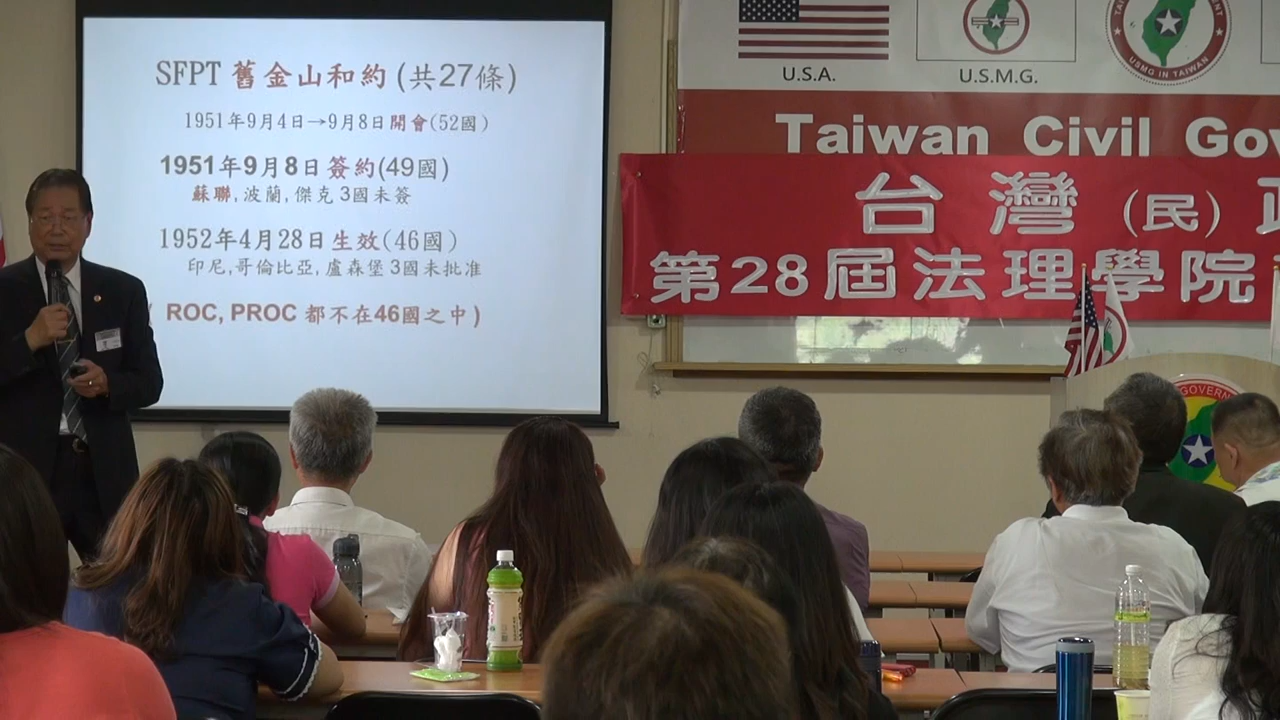 SFPT 舊金山和約 (共27條)
1951年9月4日→9月8日開會(52國)
1951年9月8日簽約(49國)
蘇聯,波蘭,傑克 3國未簽
1952年4月28日生效(46國)
印尼,哥倫比亞,盧森堡 3國未批准
( ROC, PROC 都不在46國之中)
U.S.A.
U.S.M.G.
USMG IN TAIWAN
Taiwan Civil Gov
台灣(民)政
第28屆法理學院
GOVERN